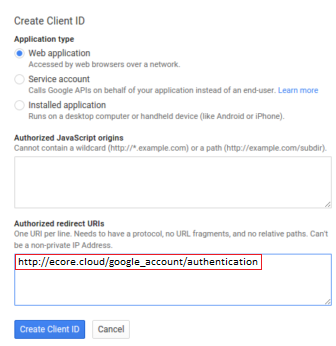 Create Client ID
Application type
Web application
Accessed by web browsers over a network.
Service account
Calls Google APIs on behalf of your application instead of an end-user. Learn more
Installed application
Runs on a desktop computer or handheld device (like Android or iPhone).
Authorized JavaScript origins
Cannot contain a wildcard (http://*.example.com) or a path (http://example.com/subdir).
Authorized redirect URIs
One URI per line. Needs to have a protocol, no URL fragments, and no relative paths. Can't
be a non-private IP Address.
http://ecore.cloud/google_account/authentication
Create Client ID Cancel